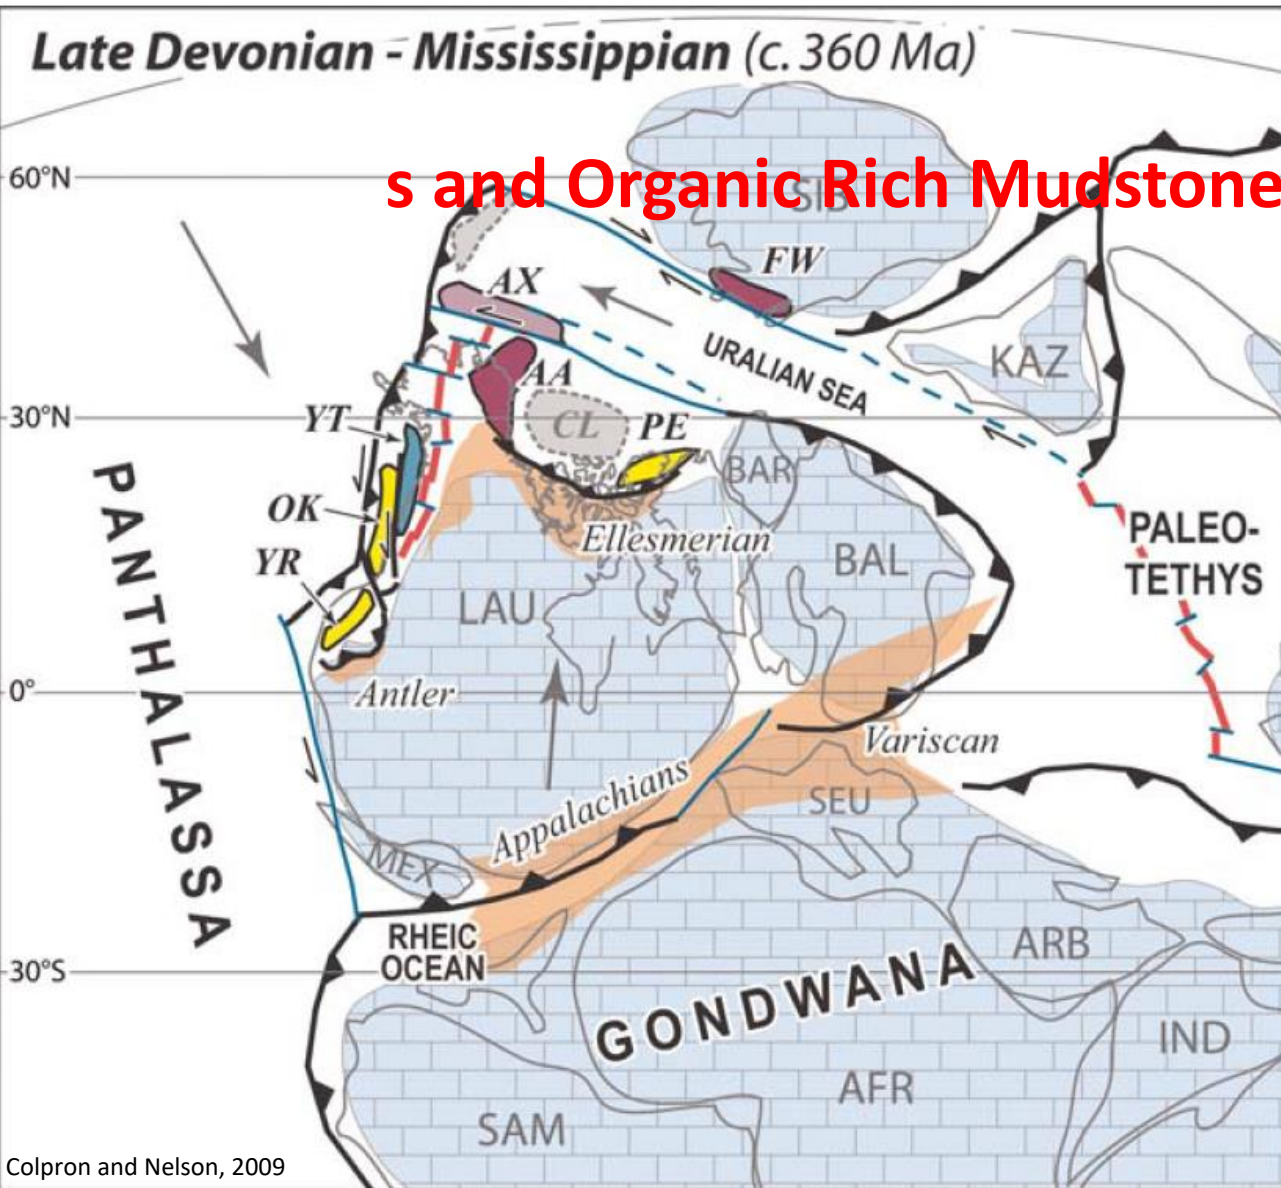 Late Devonian - Mississippian (c. 360 Ma)
60°N
s and Organic Rich Mudstone
SIB
FW
AX
URALIAN SEA
KAZ
AA
30°N
YT
CL
PE
BAR
PANTHALASSA
OK
Ellesmerian
BAL
PALEO-
TETHYS
YR
LAU
0°
Antler
Variscan
Appalachians
SEU
MEX
RHEIC
OCEAN
ARB
30°S
GONDWANA
IND
AFR
SAM
Colpron and Nelson, 2009